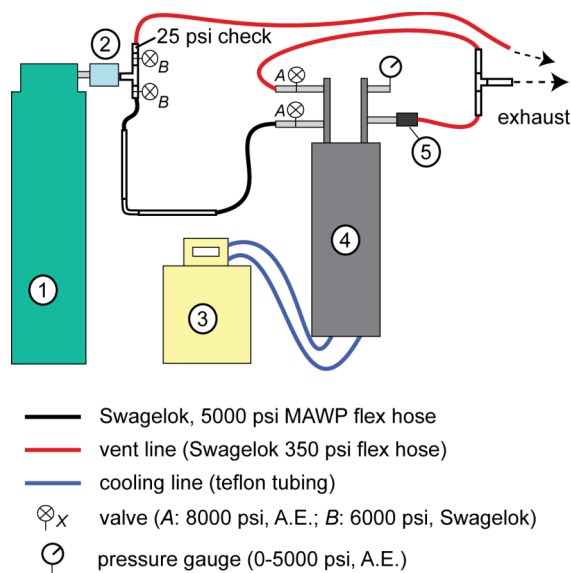 2
25 psi check
B
A
B
A
exhaust
5
4
1
3
Swagelok, 5000 psi MAWP flex hose
vent line (Swagelok 350 psi flex hose)
cooling line (teflon tubing)
X valve (A: 8000 psi, A.E.; B: 6000 psi, Swagelok)
pressure gauge (0-5000 psi, A.E.)